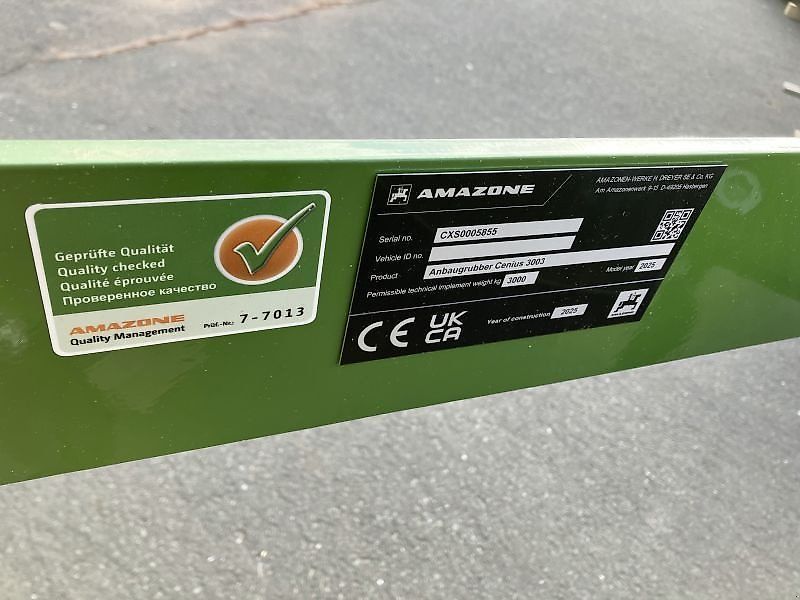 Geprüfte Qualität
Quality checked
Qualité éprouvée
Проверенное качество
AMAZONE
Quality Management
Prüf.-Nr.: 7-7013
AMAZONE
AMAZONEN-WERKE H. DREYER SE & Co. KG
Am Amazonenwerk 9-13 D-49205 Hasbergen
Serial no. CXS0005855
Vehicle ID no.
Product Anbaugrubber Cenius 3003
Permissible technical implement weight kg 3000
Model year 2025
CE UK CA
Year of construction 2025